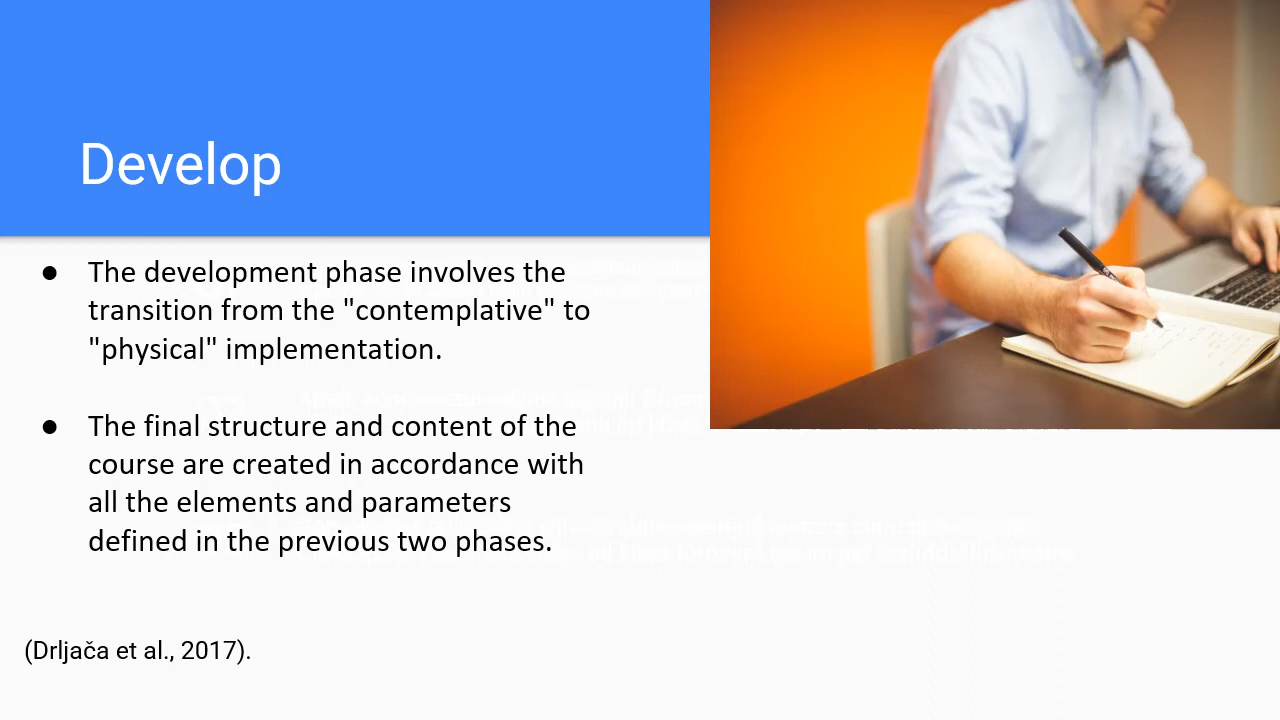 Develop
● The development phase involves the
transition from the "contemplative" to
"physical" implementation.
● The final structure and content of the
course are created in accordance with
all the elements and parameters
defined in the previous two phases.
(Drljača et al., 2017).